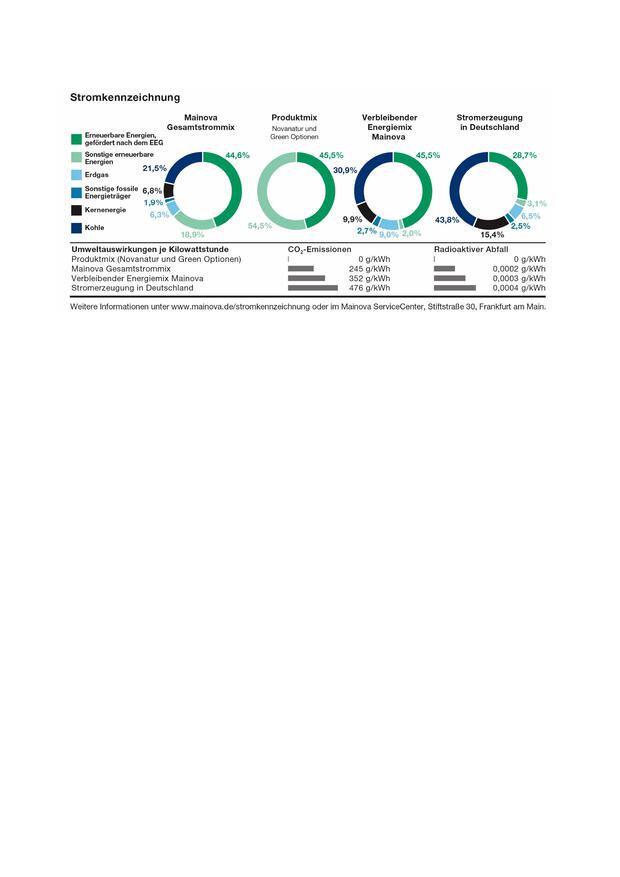 Stromkennzeichnung
Mainova
Gesamtstrommix
Produktmix
Novanatur und
Green Optionen
Verbleibender
Energiemix
Mainova
Stromerzeugung
in Deutschland
Erneuerbare Energien,
gefördert nach dem EEG
Sonstige erneuerbare
Energien
Erdgas
Sonstige fossile
Energieträger
Kernenergie
Kohle
44,6%
21,5%
6,8%
1,9%
6,3%
18,9%
45,5%
54,5%
45,5%
30,9%
9,9%
2,7%
9,0%
2,0%
28,7%
3,1%
6,5%
2,5%
15,4%
43,8%
Umweltauswirkungen je Kilowattstunde CO₂-Emissionen Radioaktiver Abfall
Produktmix (Novanatur und Green Optionen) 0 g/kWh 0 g/kWh
Mainova Gesamtstrommix 245 g/kWh 0,0002 g/kWh
Verbleibender Energiemix Mainova 352 g/kWh 0,0003 g/kWh
Stromerzeugung in Deutschland 476 g/kWh 0,0004 g/kWh
Weitere Informationen unter www.mainova.de/stromkennzeichnung oder im Mainova ServiceCenter, Stiftstraße 30, Frankfurt am Main.